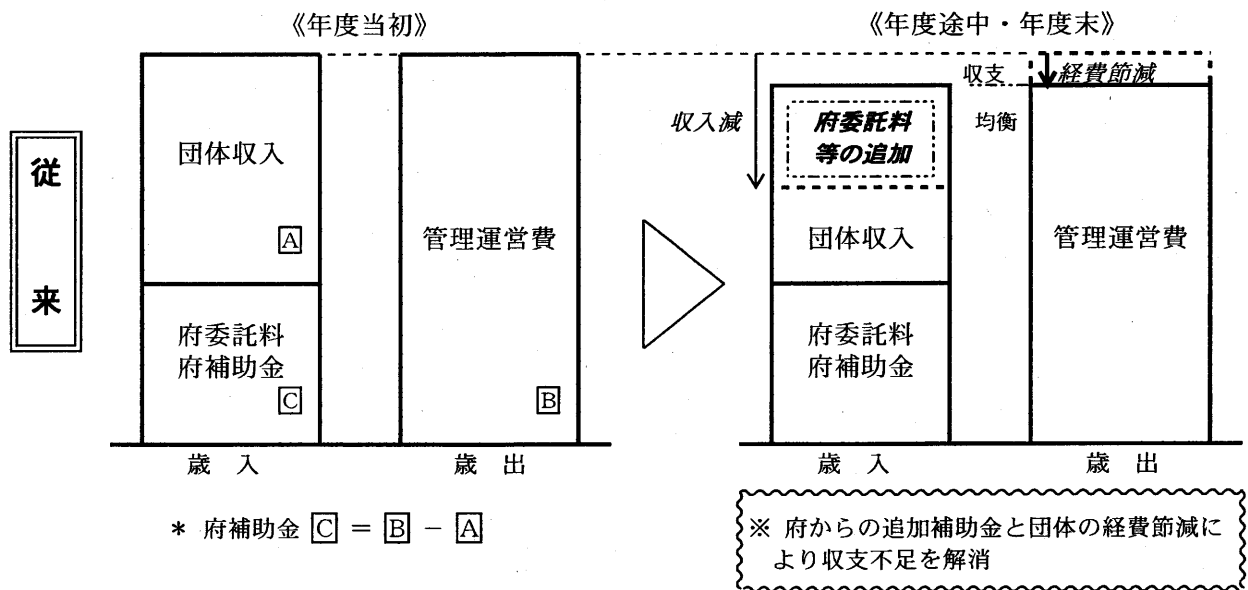 《年度当初》
《年度途中・年度末》
従来
団体収入
A
府委託料
府補助金
C
管理運営費
B
歳 入
歳 出
* 府補助金 C = B - A
収入減
府委託料
等の追加
団体収入
府委託料
府補助金
収支
均衡
経費節減
管理運営費
歳 入
歳 出
※ 府からの追加補助金と団体の経費節減に
より収支不足を解消